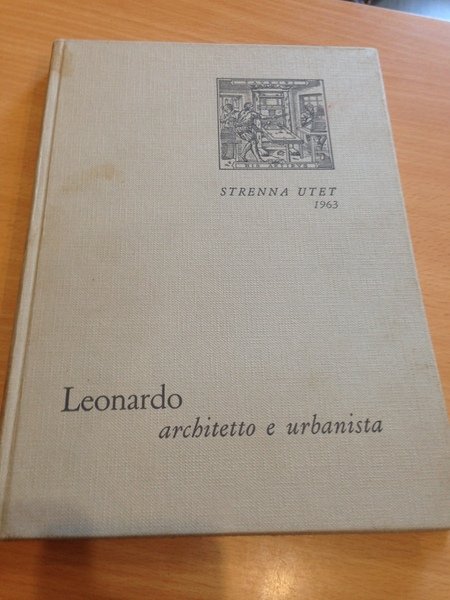 STRENNA UTET
1963
Leonardo
architetto e urbanista